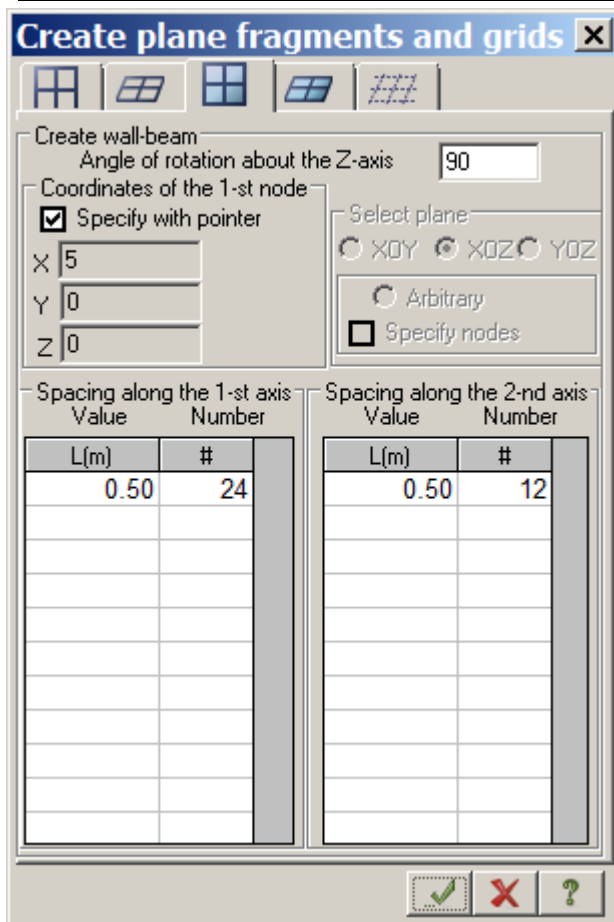 Create plane fragments and grids
Create wall-beam
Angle of rotation about the Z-axis 90
Coordinates of the 1-st node
Specify with pointer
X 5
Y 0
Z 0
Select plane
XOY XOZ YOZ
Arbitrary
Specify nodes
Spacing along the 1-st axis
Value Number
L(m) #
0.50 24
Spacing along the 2-nd axis
Value Number
L(m) #
0.50 12
?